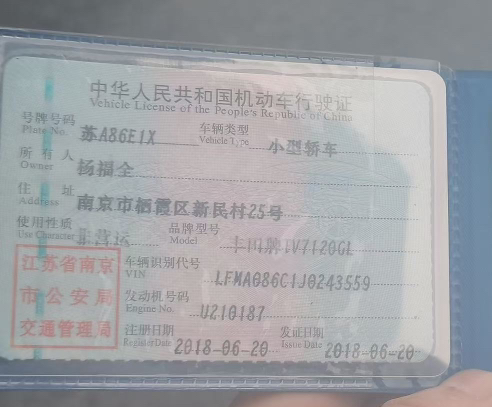 中华人民共和国机动车行驶证
Vehicle License of the People's Republic of China
号牌号码 Plate No. 苏A86E1X 车辆类型 Vehicle Type 小型轿车
所有人 Owner 杨福全
住址 Address 南京市栖霞区新民村25号
使用性质 Use Character 非营运 品牌型号 Model 丰田牌TV7120GL
江苏省南京市公安局交通管理局
车辆识别代号 VIN LFMA086C1J0243559
发动机号码 Engine No. U210187
注册日期 Register Date 2018-06-20 发证日期 Issue Date 2018-06-20